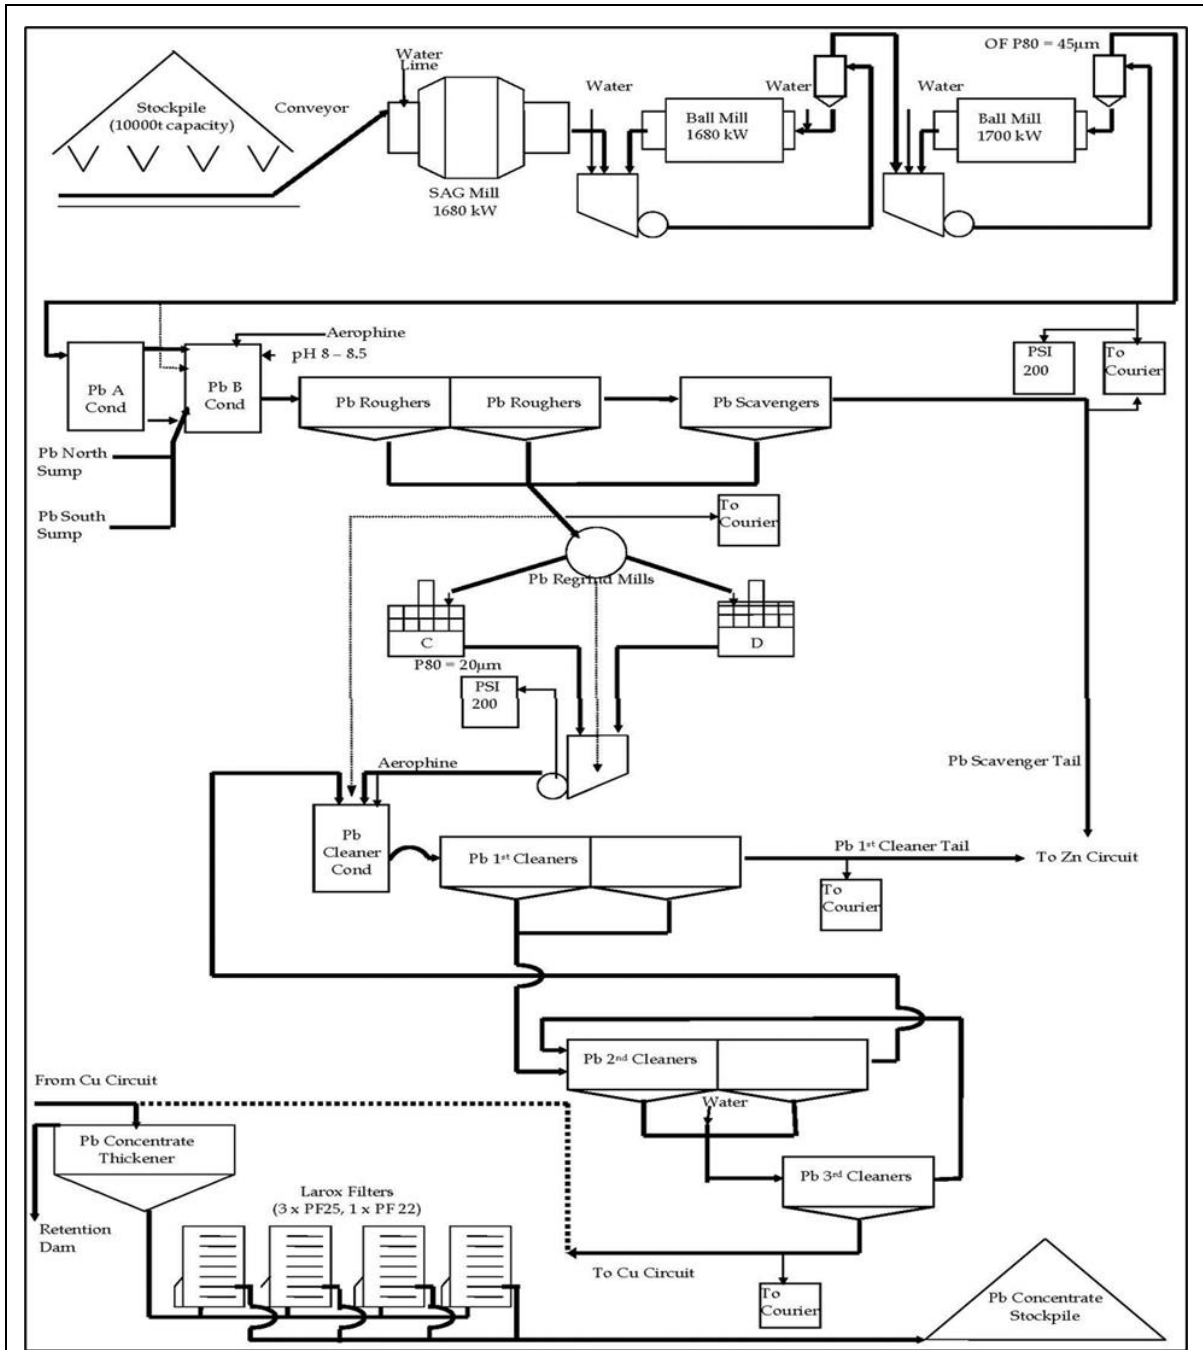 Water
Lime
OF P80 = 45µm
Stockpile
(10000t capacity)
Conveyor
Water
Water
Water
Ball Mill
1680 kW
Ball Mill
1700 kW
SAG Mill
1680 kW
Aerophine
pH 8 – 8.5
PSI
200
To
Courier
Pb A
Cond
Pb B
Cond
Pb Roughers
Pb Roughers
Pb Scavengers
Pb North
Sump
Pb South
Sump
To
Courier
Pb Regrind Mills
C
D
P80 = 20µm
PSI
200
Aerophine
Pb Scavenger Tail
Pb
Cleaner
Cond
Pb 1st Cleaners
Pb 1st Cleaner Tail
To Zn Circuit
To
Courier
Pb 2nd Cleaners
From Cu Circuit
Water
Pb Concentrate
Thickener
Pb 3rd Cleaners
Larox Filters
(3 x PF25, 1 x PF 22)
Retention
Dam
To Cu Circuit
To
Courier
Pb Concentrate
Stockpile